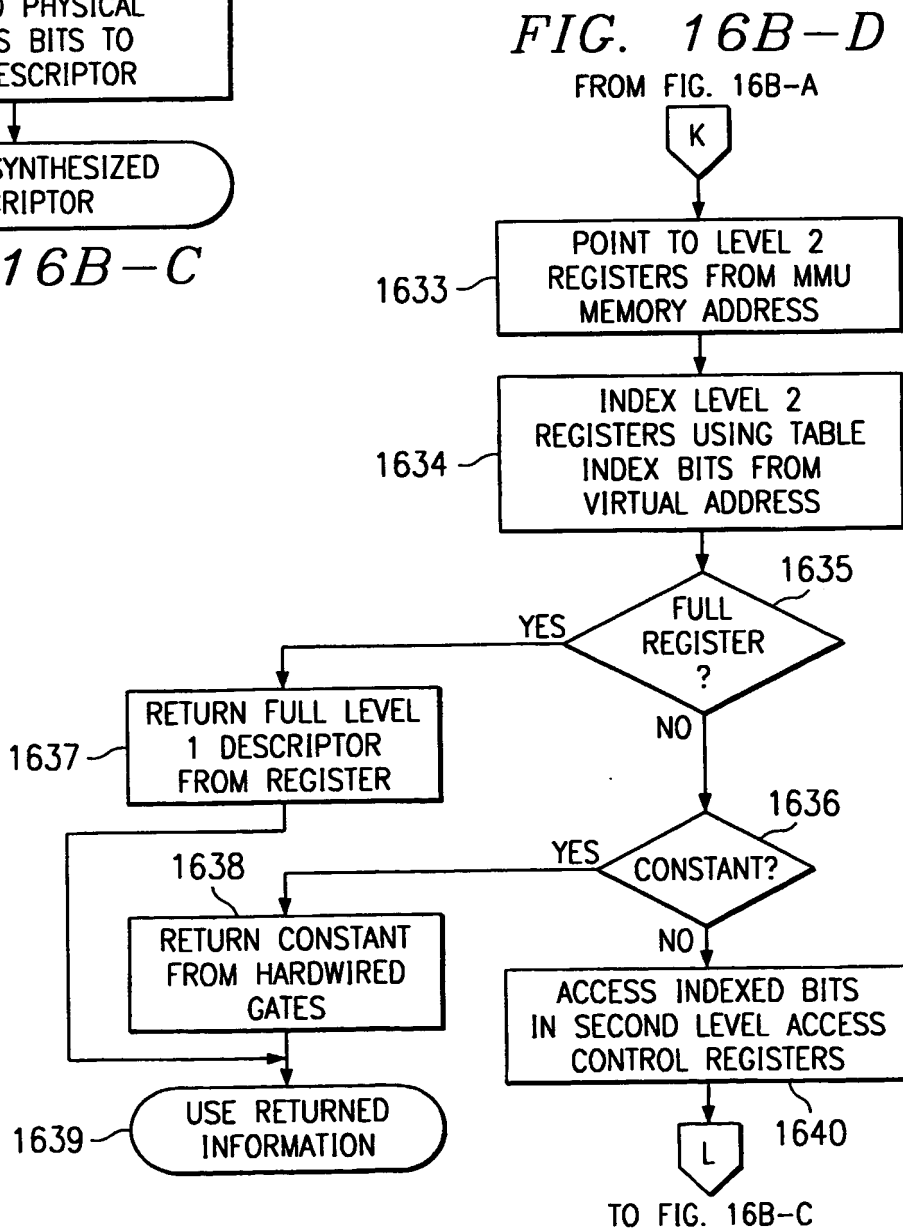 PHYSICAL
BITS TO
SYNTHESIZED
16B-C
FIG. 16B-D
FROM FIG. 16B-A
K
POINT TO LEVEL 2
REGISTERS FROM MMU
MEMORY ADDRESS
1633
INDEX LEVEL 2
REGISTERS USING TABLE
INDEX BITS FROM
VIRTUAL ADDRESS
1634
1635
FULL
REGISTER
?
YES
NO
RETURN FULL LEVEL
1 DESCRIPTOR
FROM REGISTER
1637
1636
CONSTANT?
YES
NO
1638
RETURN CONSTANT
FROM HARDWIRED
GATES
ACCESS INDEXED BITS
IN SECOND LEVEL ACCESS
CONTROL REGISTERS
1640
USE RETURNED
INFORMATION
1639
L
TO FIG. 16B-C